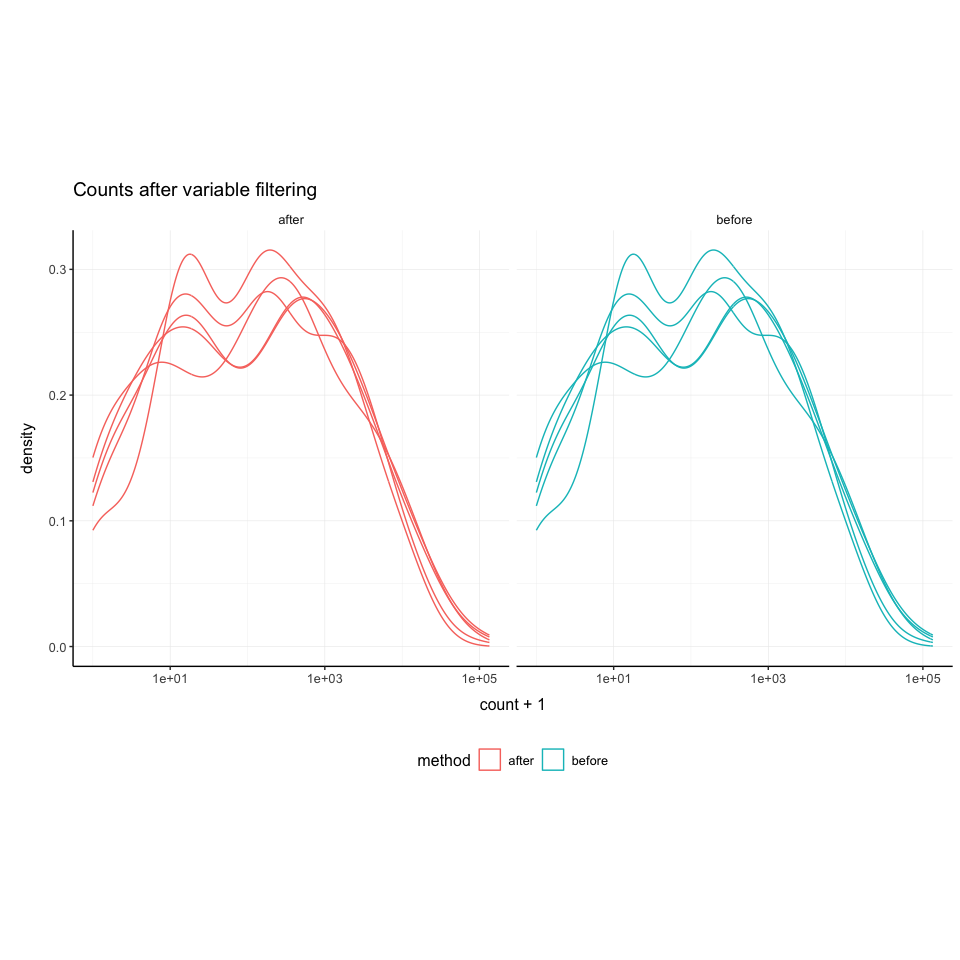 Counts after variable filtering
after
before
density
0.3
0.2
0.1
0.0
1e+01
1e+03
1e+05
1e+01
1e+03
1e+05
count + 1
method
after
before